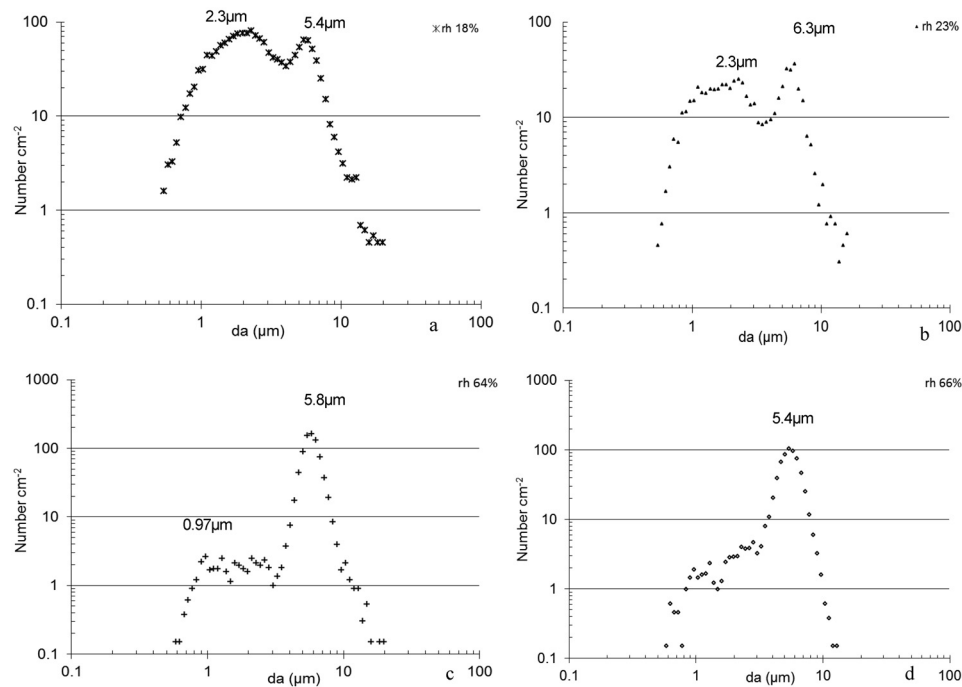 100
2.3µm
5.4µm
rh 18%
10
1
0.1
0.1
1
10
100
Number cm-2
da (µm)
a
100
6.3µm
2.3µm
rh 23%
10
1
0.1
0.1
1
10
100
Number cm-2
da (µm)
b
1000
rh 64%
5.8µm
100
10
0.97µm
1
0.1
0.1
1
10
100
Number cm-2
da (µm)
c
1000
rh 66%
5.4µm
100
10
1
0.1
0.1
1
10
100
Number cm-2
da (µm)
d